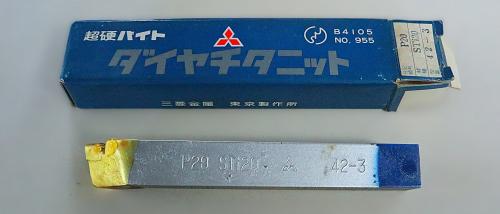 超硬バイト
B4105
NO. 955
ダイヤチタニット
三菱金属 東京製作所
P20
ST20
42-3
P20 ST20 42-3